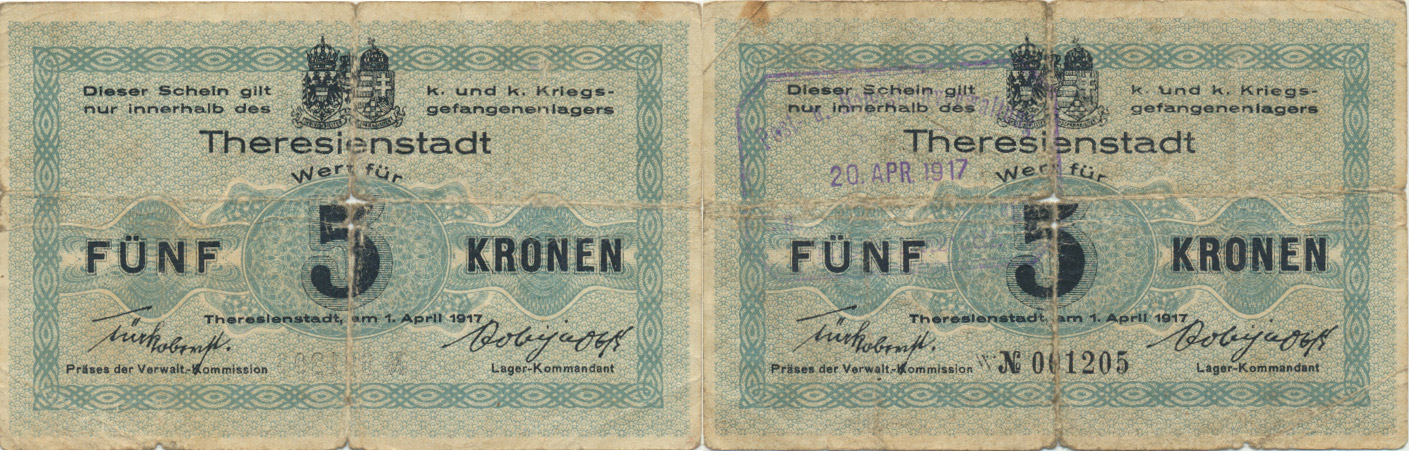 Dieser Schein gilt
nur innerhalb des
k. und k. Kriegs-
gefangenenlagers
Theresienstadt
Wert für
FÜNF 5 KRONEN
Theresienstadt, am 1. April 1917
Präses der Verwalt.-Kommission
Lager-Kommandant
Dieser Schein gilt
nur innerhalb des
k. und k. Kriegs-
gefangenenlagers
Theresienstadt
20. APR. 1917
Wert für
FÜNF 5 KRONEN
Theresienstadt, am 1. April 1917
Präses der Verwalt.-Kommission
№ 001205
Lager-Kommandant